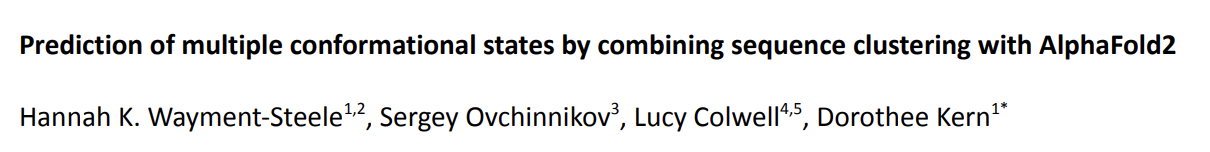 Prediction of multiple conformational states by combining sequence clustering with AlphaFold2
Hannah K. Wayment-Steele1,2, Sergey Ovchinnikov3, Lucy Colwell4,5, Dorothee Kern1*